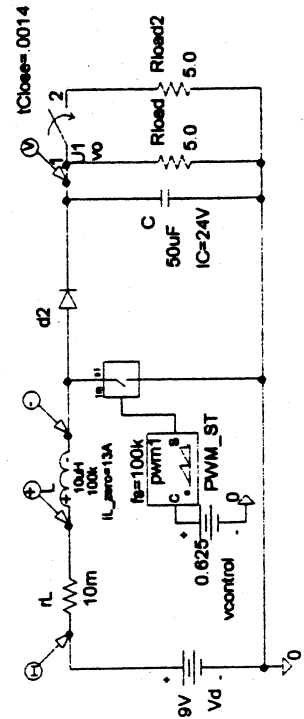 tClose=.0014
1
2
U1
vo
V
Rload2
5.0
Rload
5.0
C
50uF
IC=24V
d2
-
+
L
10uH
100k
IL_zero=13A
fs=100k
pwm1
c
s
PWM_ST
0.625
+
-
vcontrol
0
rL
10m
9V
+
-
Vd
0